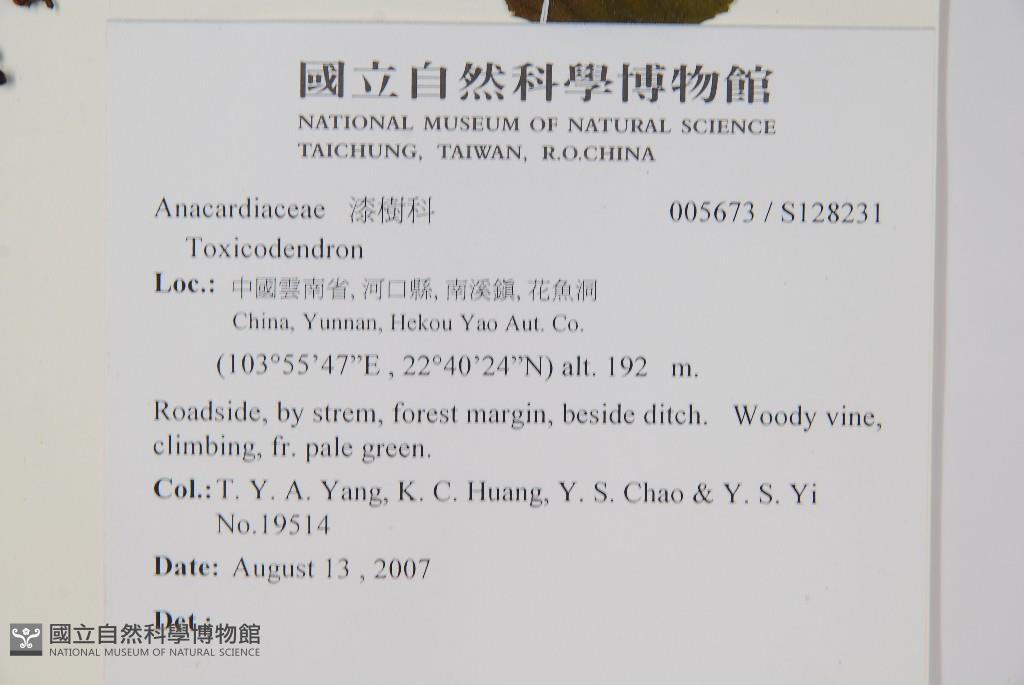 國立自然科學博物館
NATIONAL MUSEUM OF NATURAL SCIENCE
TAICHUNG, TAIWAN, R.O.CHINA
Anacardiaceae 漆樹科 005673 / S128231
Toxicodendron
Loc.: 中國雲南省, 河口縣, 南溪鎭, 花魚洞
China, Yunnan, Hekou Yao Aut. Co.
(103°55’47”E , 22°40’24”N) alt. 192 m.
Roadside, by strem, forest margin, beside ditch. Woody vine,
climbing, fr. pale green.
Col.: T. Y. A. Yang, K. C. Huang, Y. S. Chao & Y. S. Yi
No.19514
Date: August 13 , 2007
Det.:
國立自然科學博物館
NATIONAL MUSEUM OF NATURAL SCIENCE